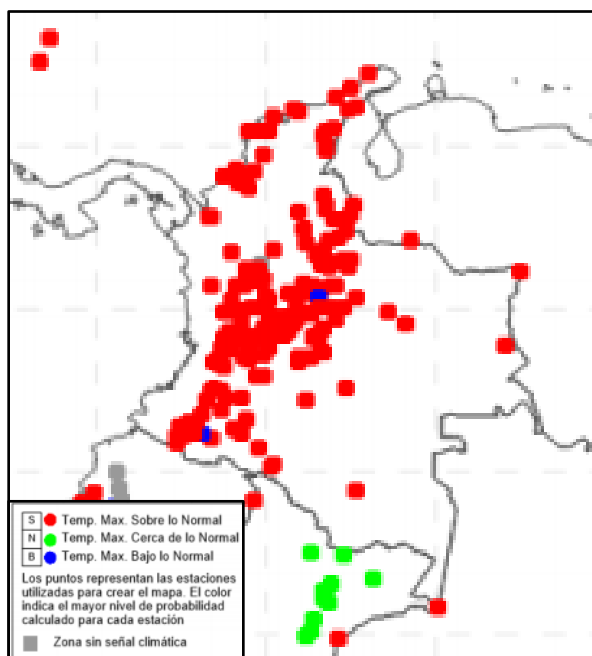 S Temp. Max. Sobre lo Normal
N Temp. Max. Cerca de lo Normal
B Temp. Max. Bajo lo Normal
Los puntos representan las estaciones
utilizadas para crear el mapa. El color
indica el mayor nivel de probabilidad
calculado para cada estación
Zona sin señal climática